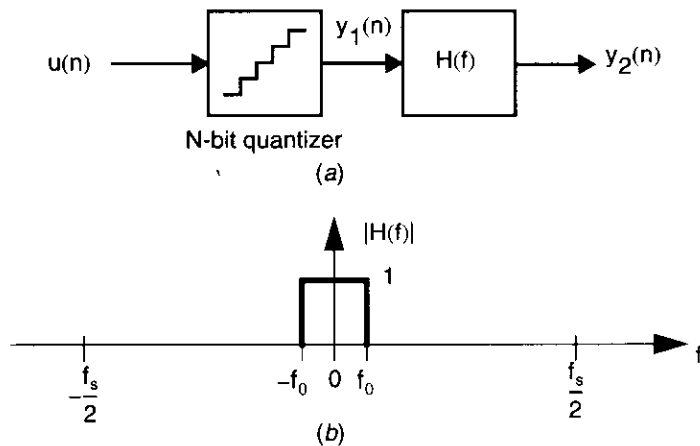 y₁(n)
u(n)
H(f)
y₂(n)
N-bit quantizer
(a)
|H(f)|
1
f
-fₛ/2
-f₀
0
f₀
fₛ/2
(b)